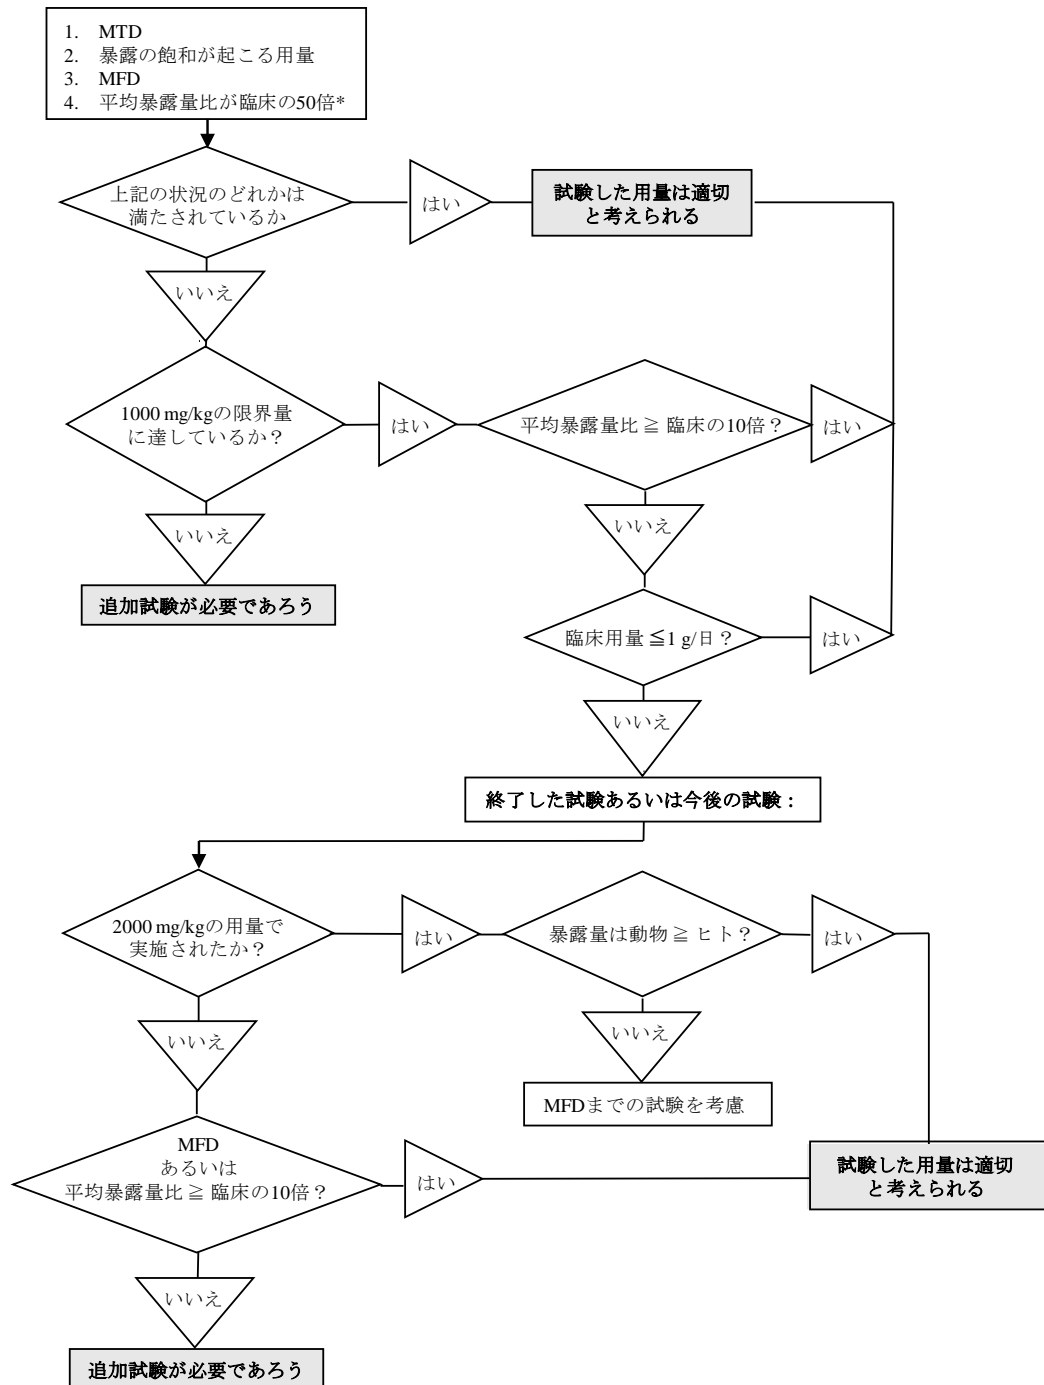 1. MTD
2. 暴露の飽和が起こる用量
3. MFD
4. 平均暴露量比が臨床の50倍*
上記の状況のどれかは
満たされているか
はい
試験した用量は適切
と考えられる
いいえ
1000 mg/kgの限界量
に達しているか？
はい
平均暴露量比 ≧ 臨床の10倍？
はい
いいえ
いいえ
追加試験が必要であろう
臨床用量 ≦1 g/日？
はい
いいえ
終了した試験あるいは今後の試験：
2000 mg/kgの用量で
実施されたか？
はい
暴露量は動物 ≧ ヒト？
はい
いいえ
いいえ
MFDまでの試験を考慮
MFD
あるいは
平均暴露量比 ≧ 臨床の10倍？
はい
試験した用量は適切
と考えられる
いいえ
追加試験が必要であろう